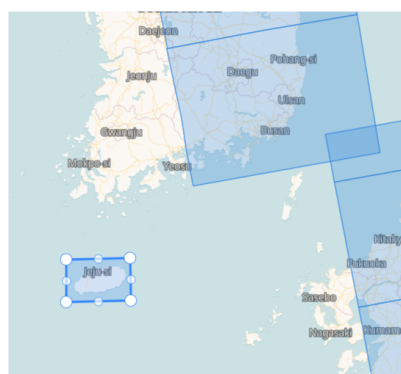 Daejeon
Pohang-si
Daegu
Jeonju
Ulsan
Gwangju
Busan
Mokpo-si
Yeosu
Kitaky
Fukuoka
Jeju-si
Sasebo
Nagasaki
Kumam